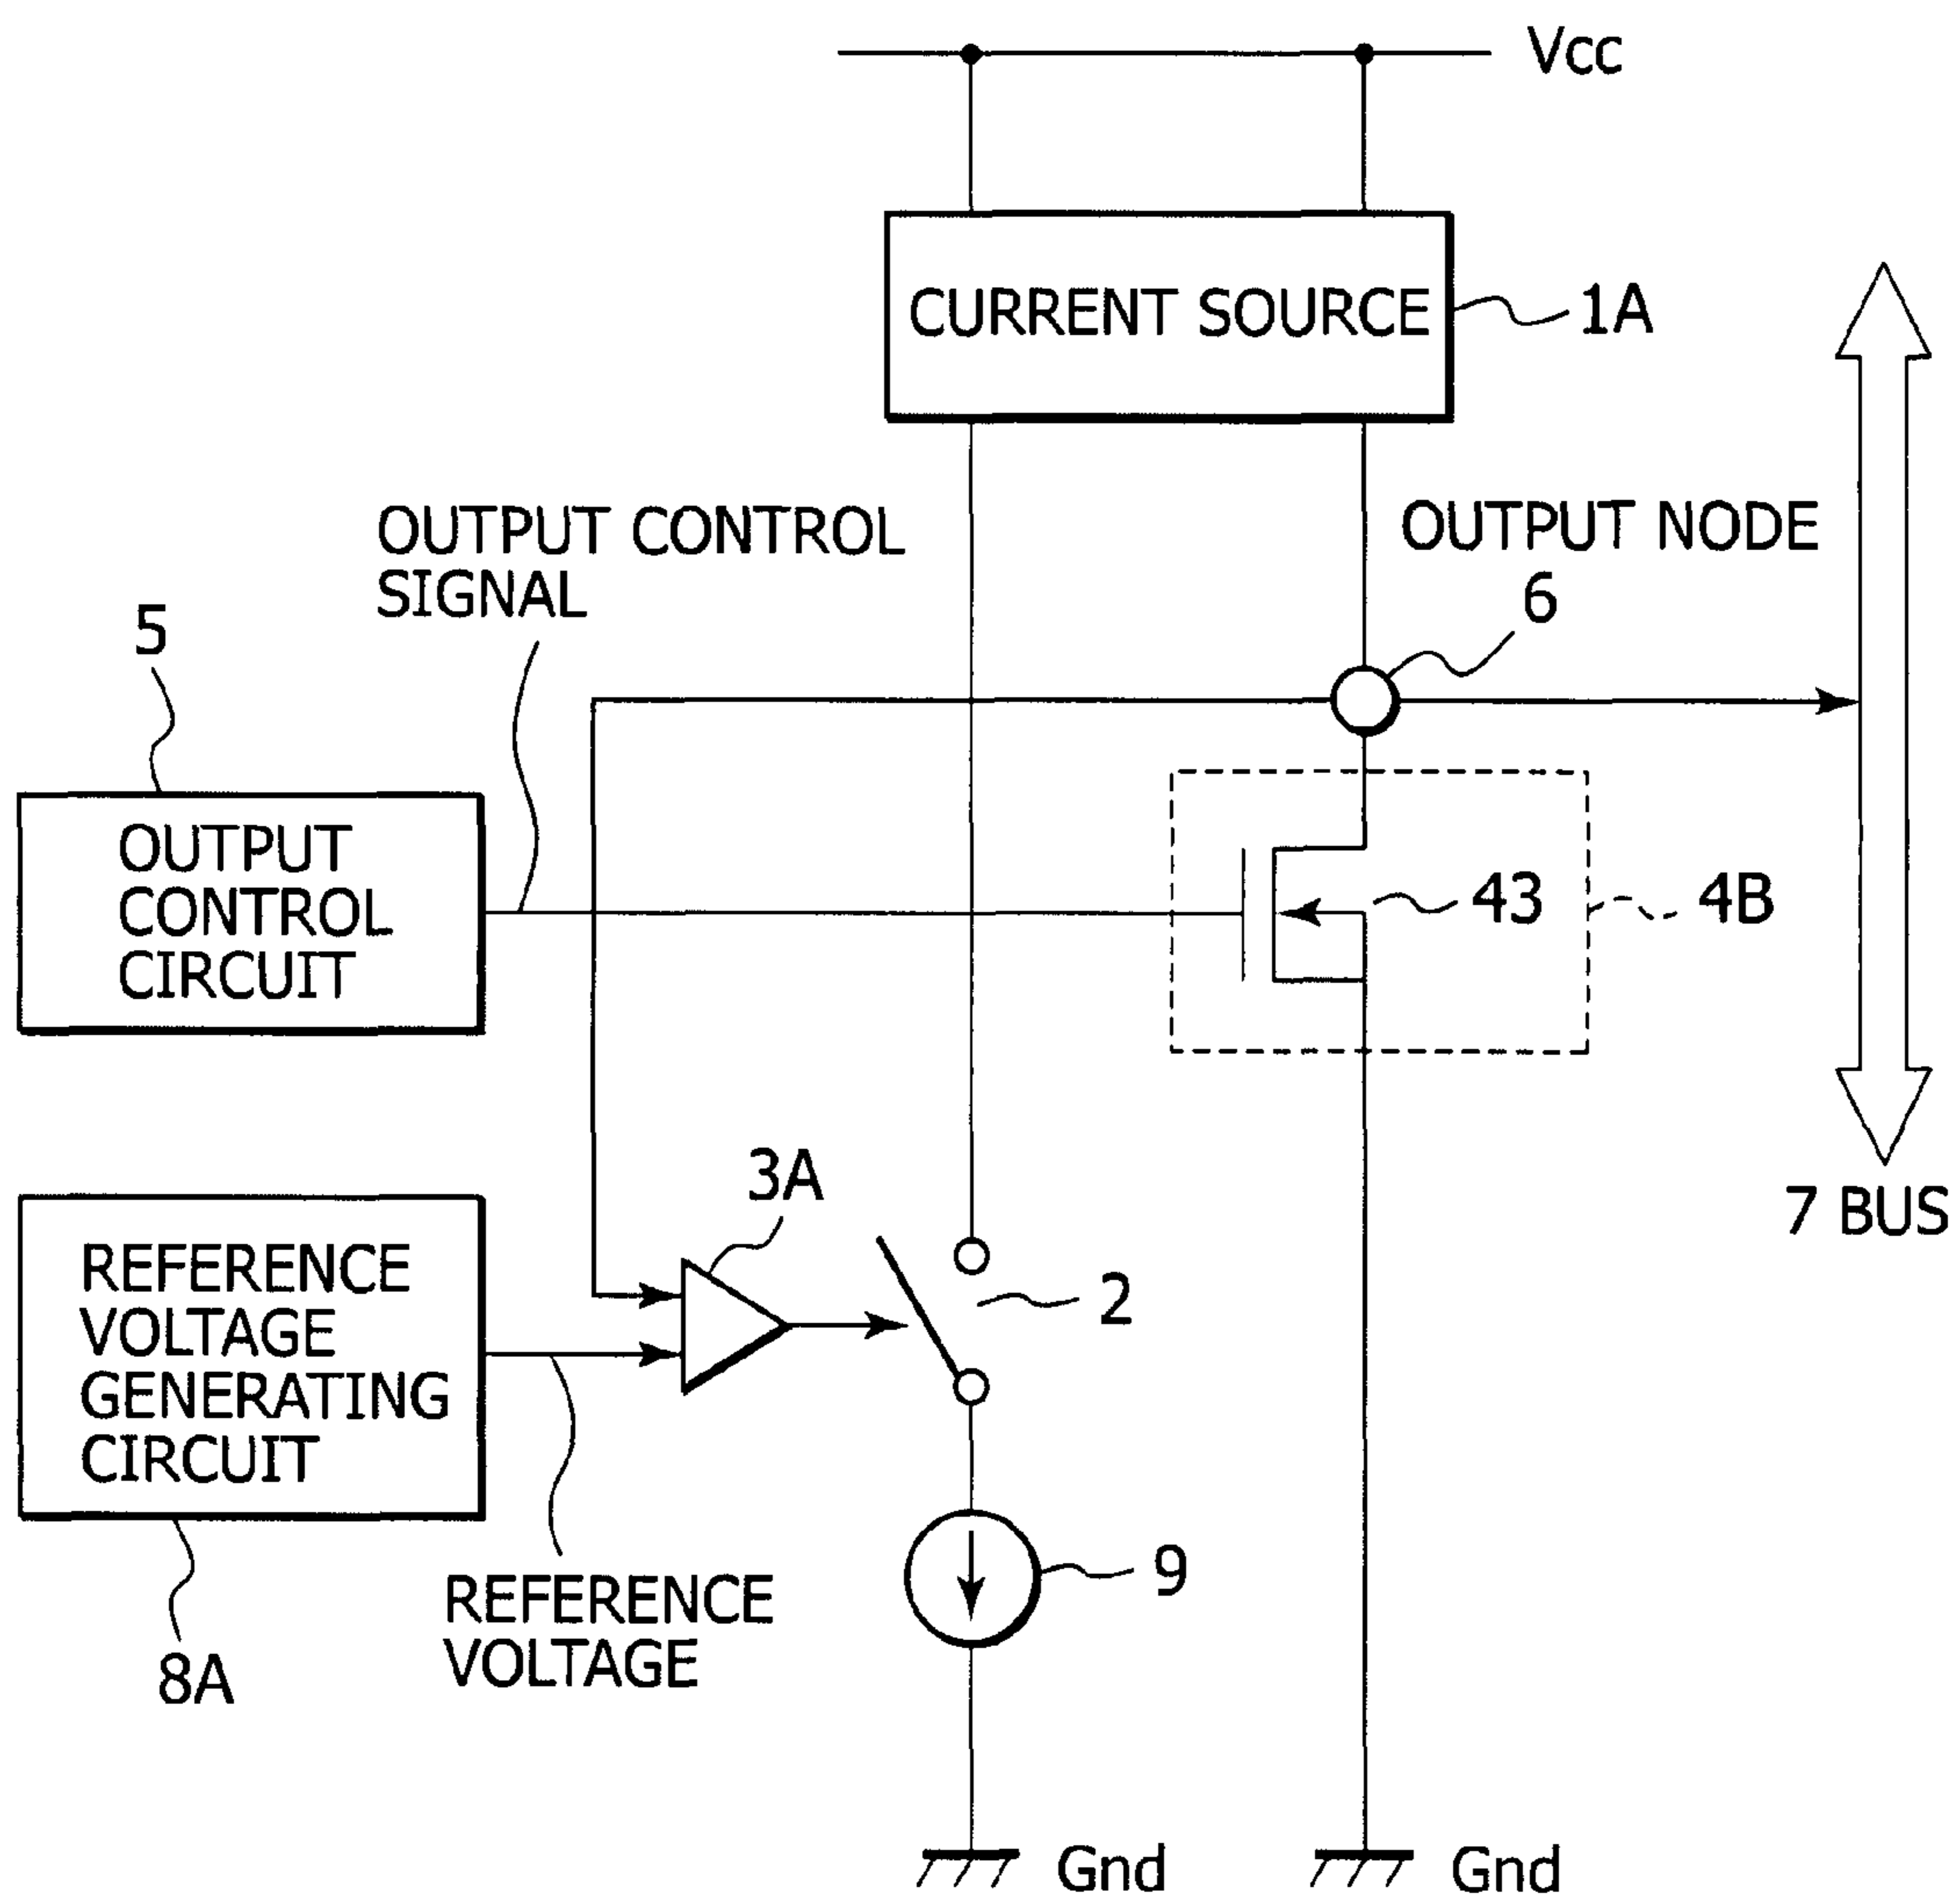 Vcc
CURRENT SOURCE
1A
OUTPUT CONTROL
SIGNAL
OUTPUT NODE
6
5
OUTPUT
CONTROL
CIRCUIT
43
4B
3A
7 BUS
REFERENCE
VOLTAGE
GENERATING
CIRCUIT
2
9
REFERENCE
VOLTAGE
8A
Gnd
Gnd